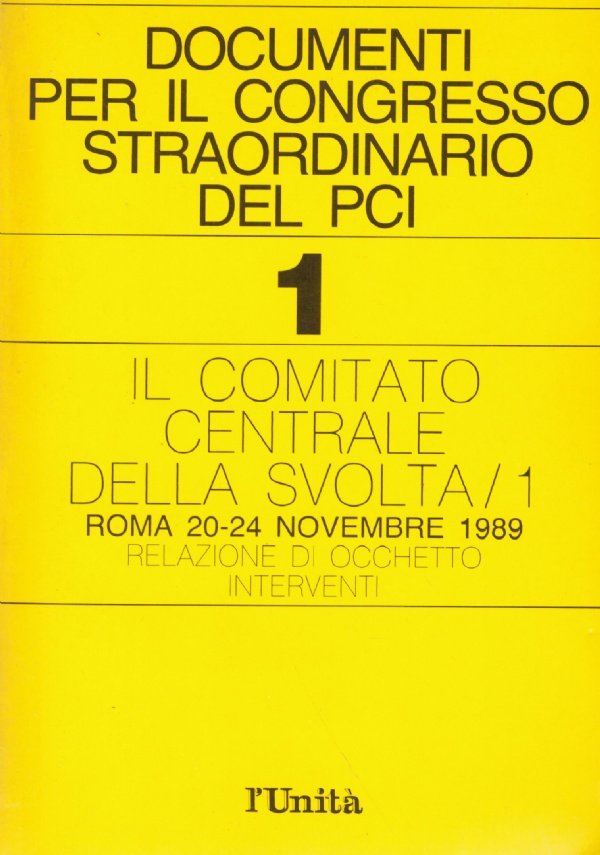 DOCUMENTI
PER IL CONGRESSO
STRAORDINARIO
DEL PCI
1
IL COMITATO
CENTRALE
DELLA SVOLTA/1
ROMA 20-24 NOVEMBRE 1989
RELAZIONE DI OCCHETTO
INTERVENTI
l'Unità